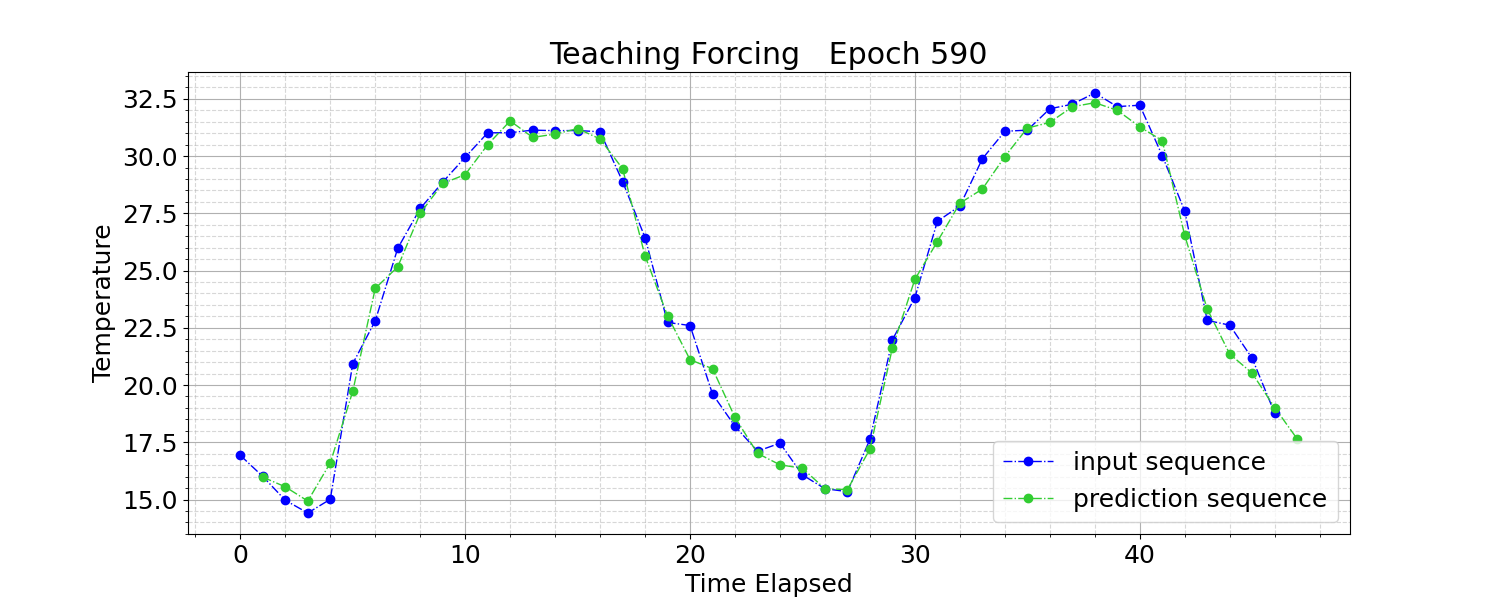 Teaching Forcing   Epoch 590
32.5
30.0
27.5
25.0
22.5
20.0
17.5
15.0
Temperature
input sequence
prediction sequence
0 10 20 30 40
Time Elapsed